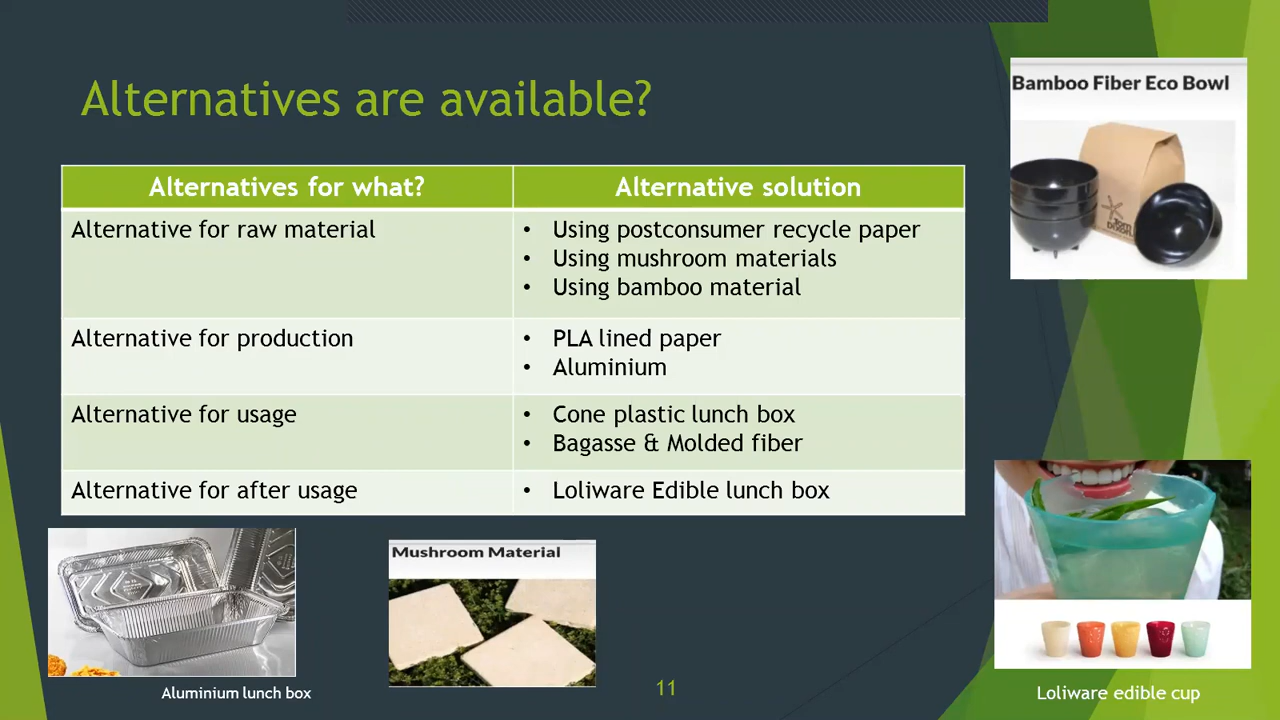 Alternatives are available?
Alternatives for what?
Alternative solution
Alternative for raw material
• Using postconsumer recycle paper
• Using mushroom materials
• Using bamboo material
Alternative for production
• PLA lined paper
• Aluminium
Alternative for usage
• Cone plastic lunch box
• Bagasse & Molded fiber
Alternative for after usage
• Loliware Edible lunch box
Bamboo Fiber Eco Bowl
Tom
Dixon
Mushroom Material
Aluminium lunch box
11
Loliware edible cup